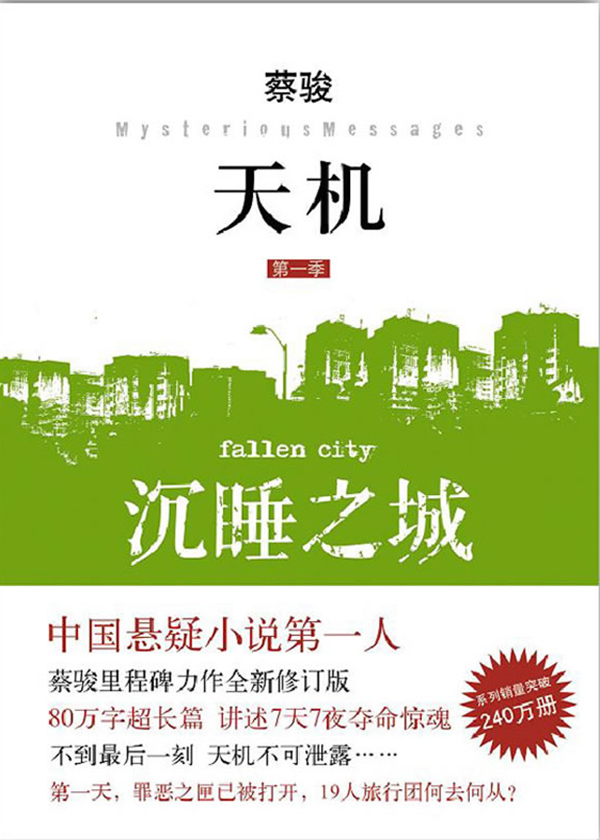 蔡骏
MysteriousMessages
天机
第一季
fallen city
沉睡之城
中国悬疑小说第一人
蔡骏里程碑力作全新修订版
80万字超长篇 讲述7天7夜夺命惊魂
不到最后一刻 天机不可泄露……
第一天，罪恶之匣已被打开，19人旅行团何去何从？
系列销量突破
240万册